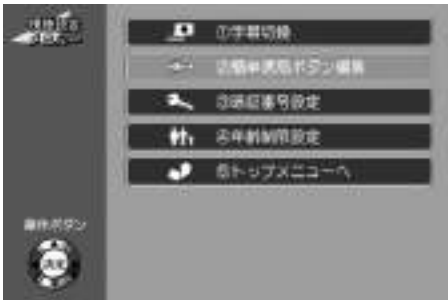 ①字幕切換
②簡単選局ボタン編集
③暗証番号設定
④年齢制限設定
⑤トップメニューへ
操作ボタン
決定